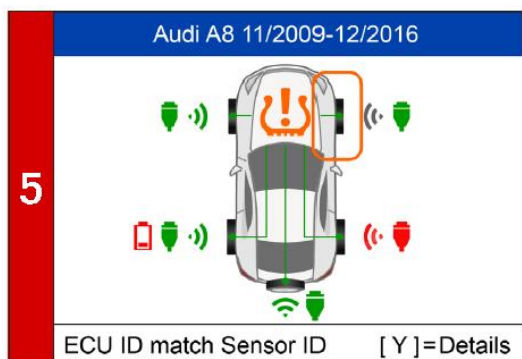 Audi A8 11/2009-12/2016
5
ECU ID match Sensor ID [ Y ]=Details